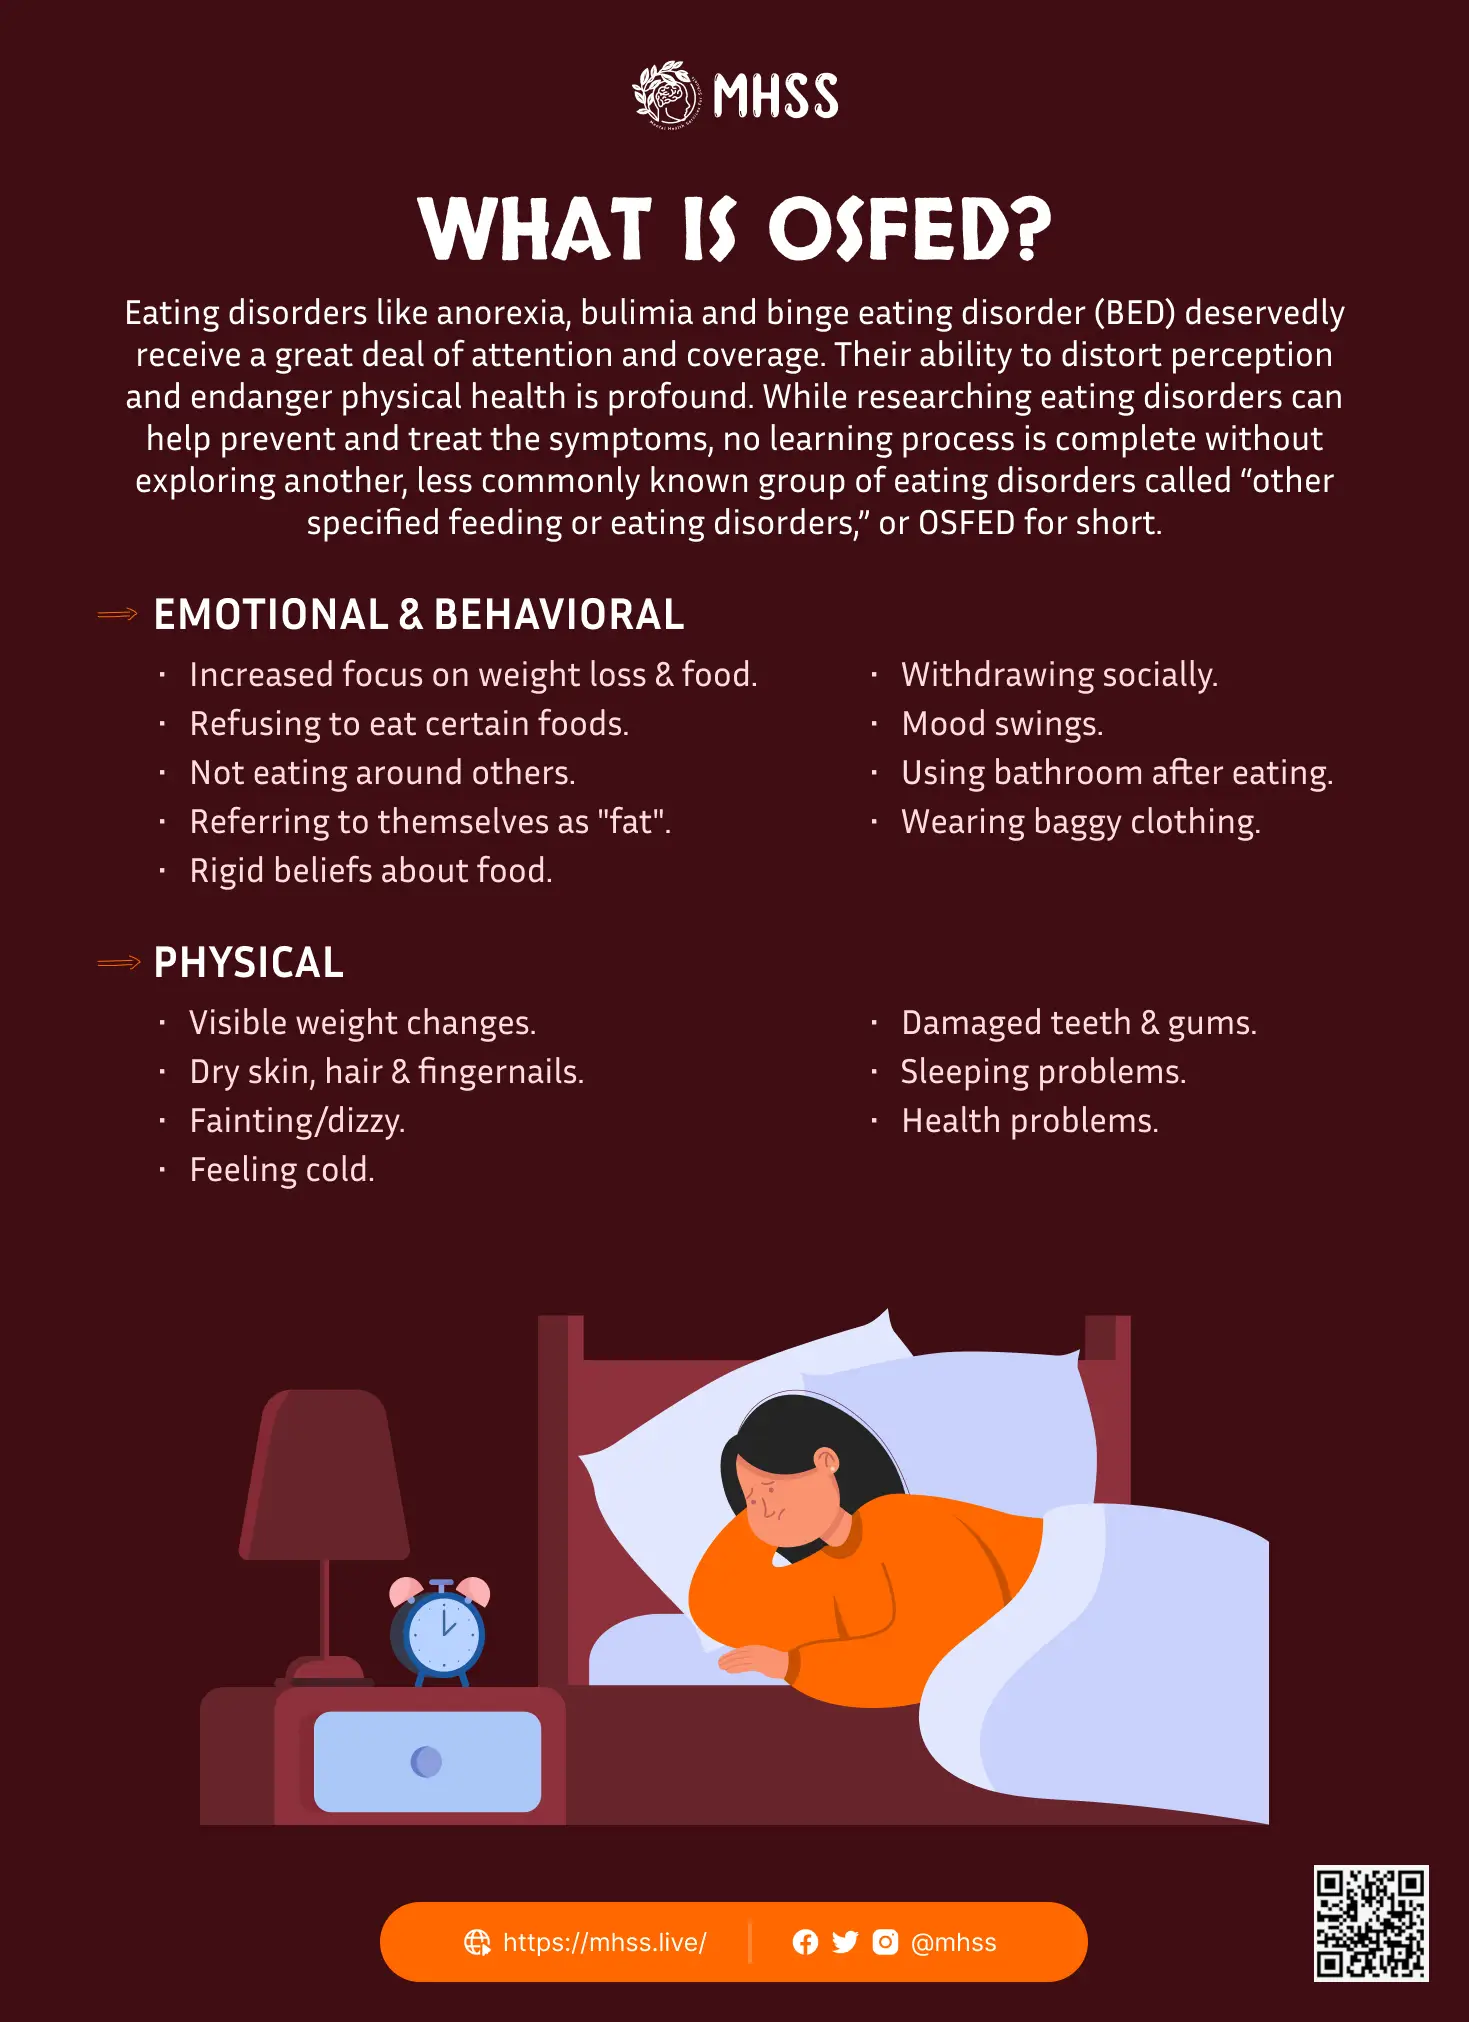 MHSS
WHAT IS OSFED?
Eating disorders like anorexia, bulimia and binge eating disorder (BED) deservedly
receive a great deal of attention and coverage. Their ability to distort perception
and endanger physical health is profound. While researching eating disorders can
help prevent and treat the symptoms, no learning process is complete without
exploring another, less commonly known group of eating disorders called “other
specified feeding or eating disorders,” or OSFED for short.
EMOTIONAL & BEHAVIORAL
· Increased focus on weight loss & food.
· Refusing to eat certain foods.
· Not eating around others.
· Referring to themselves as "fat".
· Rigid beliefs about food.
· Withdrawing socially.
· Mood swings.
· Using bathroom after eating.
· Wearing baggy clothing.
PHYSICAL
· Visible weight changes.
· Dry skin, hair & fingernails.
· Fainting/dizzy.
· Feeling cold.
· Damaged teeth & gums.
· Sleeping problems.
· Health problems.
https://mhss.live/
@mhss